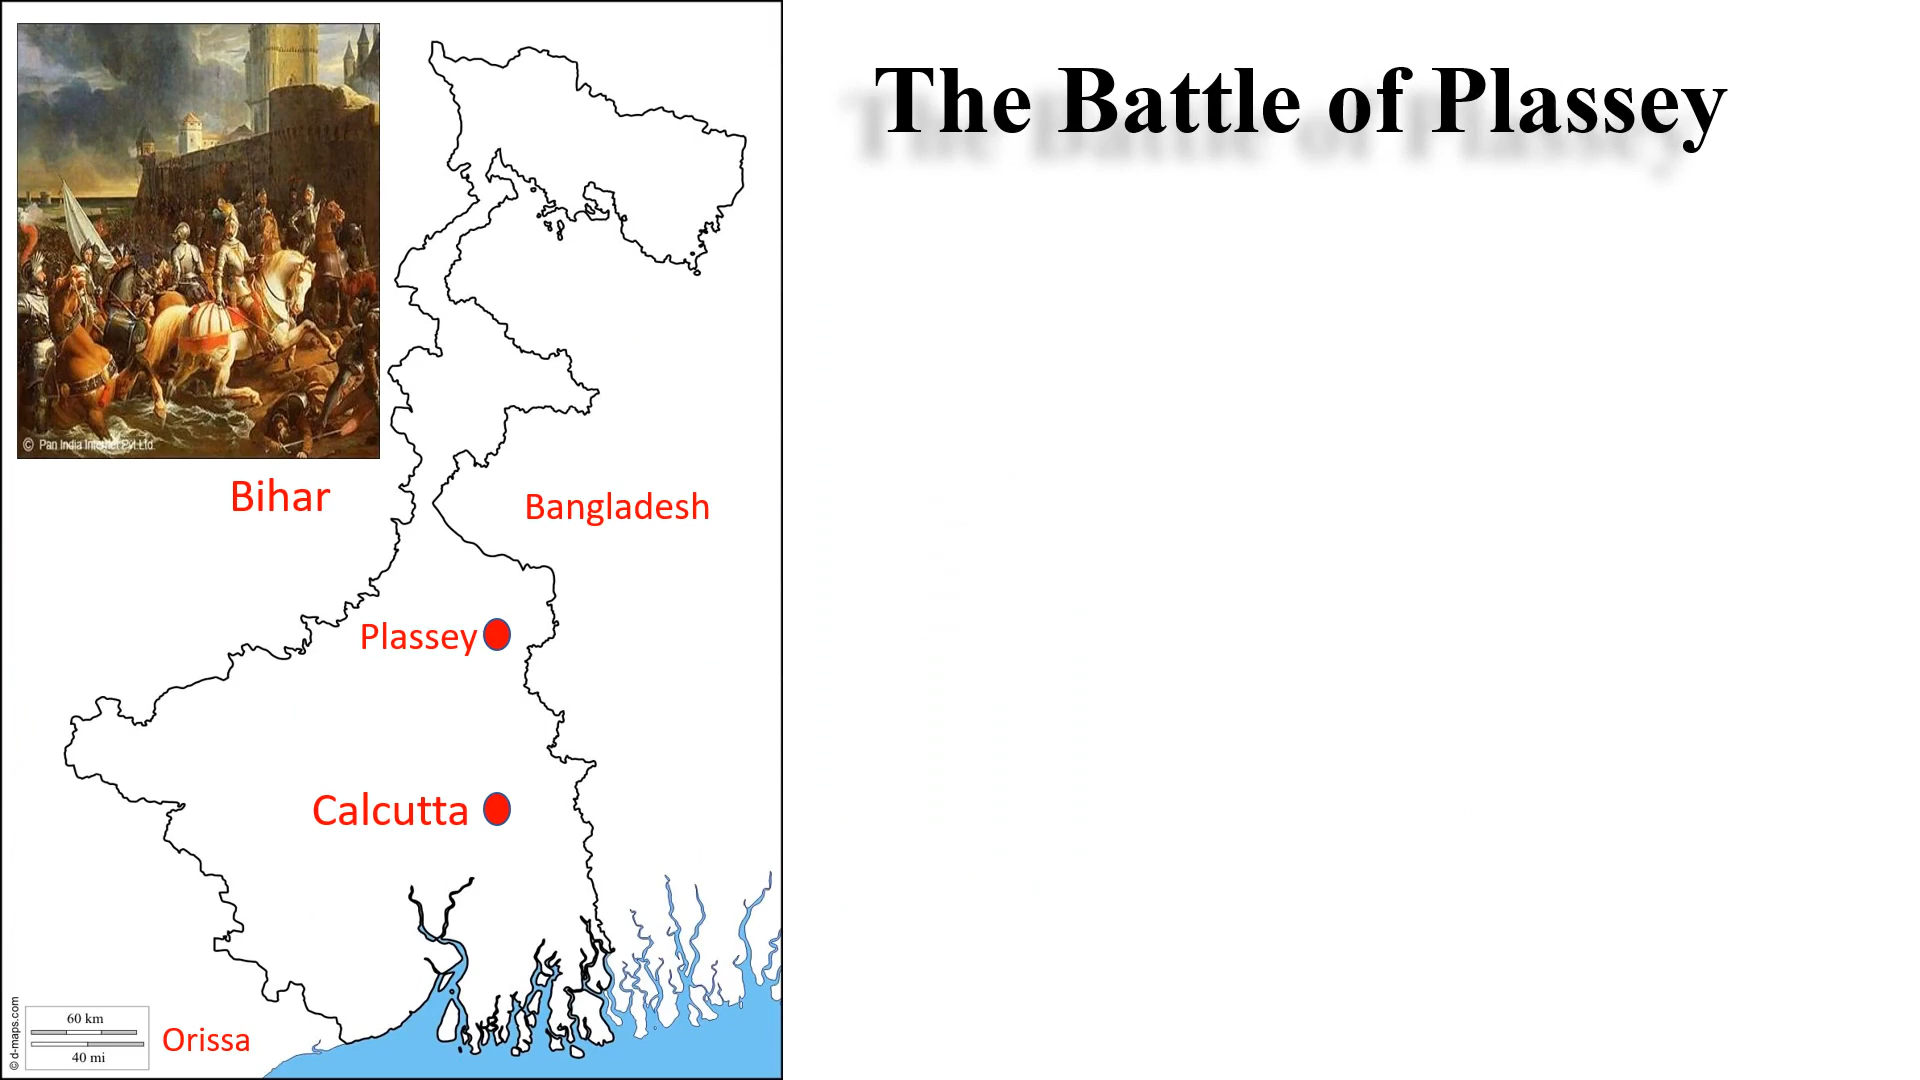 The Battle of Plassey
© Pan India Internet Pvt.Ltd.
Bihar
Bangladesh
Plassey
Calcutta
Orissa
60 km
40 mi
© d-maps.com